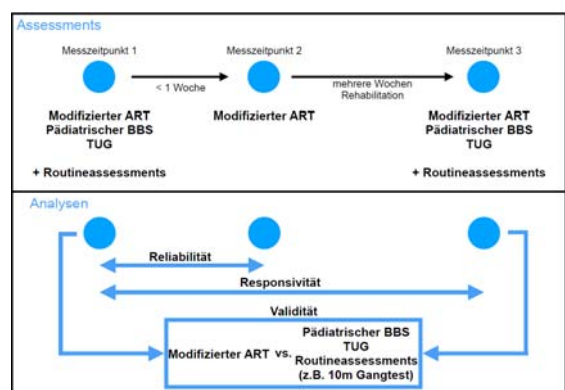 Assessments
Messzeitpunkt 1
Messzeitpunkt 2
Messzeitpunkt 3
< 1 Woche
mehrere Wochen
Rehabilitation
Modifizierter ART
Pädiatrischer BBS
TUG
Modifizierter ART
Modifizierter ART
Pädiatrischer BBS
TUG
+ Routineassessments
+ Routineassessments
Analysen
Reliabilität
Responsivität
Validität
Modifizierter ART vs.
Pädiatrischer BBS
TUG
Routineassessments
(z.B. 10m Gangtest)